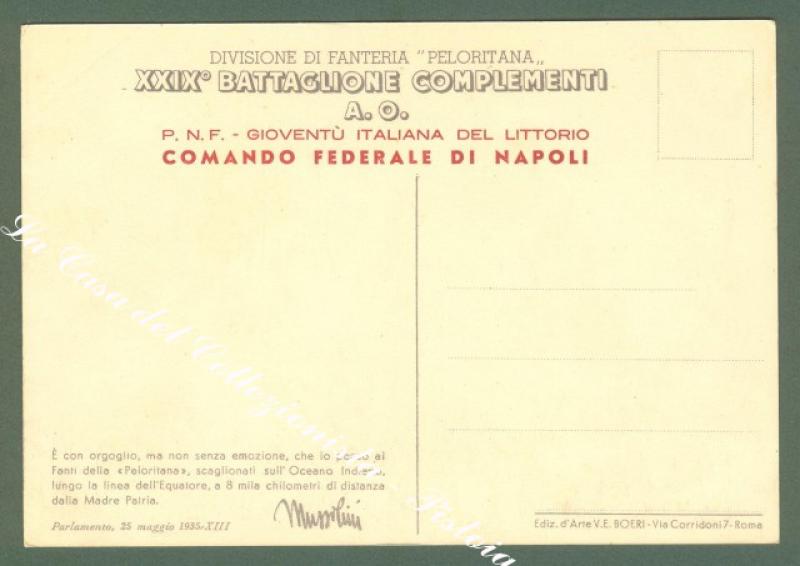 DIVISIONE DI FANTERIA "PELORITANA„
XXIXº BATTAGLIONE COMPLEMENTI
A. O.
P. N. F. - GIOVENTÙ ITALIANA DEL LITTORIO
COMANDO FEDERALE DI NAPOLI
È con orgoglio, ma non senza emozione, che io penso ai
Fanti della «Peloritana», scaglionati sull'Oceano Indiano,
lungo la linea dell'Equatore, a 8 mila chilometri di distanza
dalla Madre Patria.
Mussolini
Parlamento, 25 maggio 1935-XIII
Ediz. d'Arte V. E. BOERI - Via Corridoni 7 - Roma
La Casa del Collezionista - Pistoia